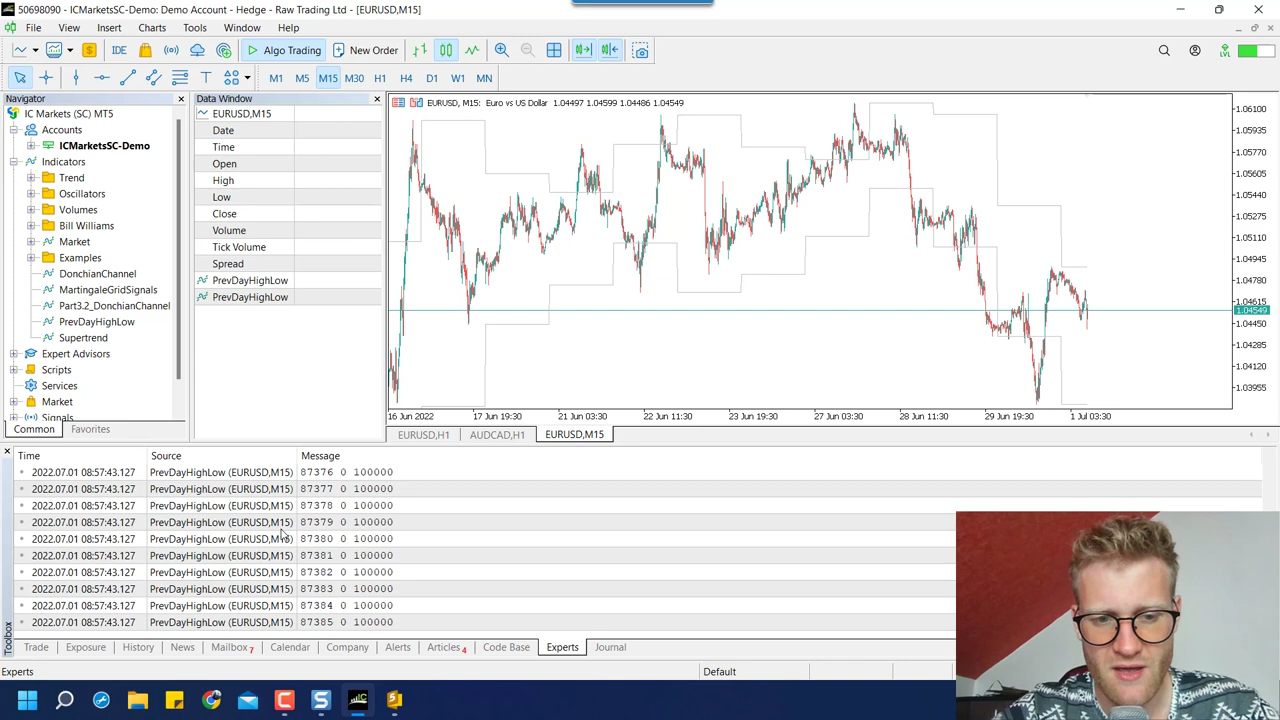 50698090 - ICMarketsSC-Demo: Demo Account - Hedge - Raw Trading Ltd - [EURUSD,M15]
File View Insert Charts Tools Window Help
IDE Algo Trading New Order LVL
M1 M5 M15 M30 H1 H4 D1 W1 MN
Navigator
IC Markets (SC) MT5
Accounts
ICMarketsSC-Demo
Indicators
Trend
Oscillators
Volumes
Bill Williams
Market
Examples
DonchianChannel
MartingaleGridSignals
Part3.2_DonchianChannel
PrevDayHighLow
Supertrend
Expert Advisors
Scripts
Services
Market
Signals
Common Favorites
Data Window
EURUSD,M15
Date
Time
Open
High
Low
Close
Volume
Tick Volume
Spread
PrevDayHighLow
PrevDayHighLow
EURUSD, M15: Euro vs US Dollar 1.04497 1.04599 1.04486 1.04549
1.06100
1.05935
1.05770
1.05605
1.05440
1.05275
1.05110
1.04945
1.04780
1.04615
1.04549
1.04450
1.04285
1.04120
1.03955
16 Jun 2022 17 Jun 19:30 21 Jun 03:30 22 Jun 11:30 23 Jun 19:30 27 Jun 03:30 28 Jun 11:30 29 Jun 19:30 1 Jul 03:30
EURUSD,H1 AUDCAD,H1 EURUSD,M15
Time Source Message
2022.07.01 08:57:43.127 PrevDayHighLow (EURUSD,M15) 87376 0 100000
2022.07.01 08:57:43.127 PrevDayHighLow (EURUSD,M15) 87377 0 100000
2022.07.01 08:57:43.127 PrevDayHighLow (EURUSD,M15) 87378 0 100000
2022.07.01 08:57:43.127 PrevDayHighLow (EURUSD,M15) 87379 0 100000
2022.07.01 08:57:43.127 PrevDayHighLow (EURUSD,M15) 87380 0 100000
2022.07.01 08:57:43.127 PrevDayHighLow (EURUSD,M15) 87381 0 100000
2022.07.01 08:57:43.127 PrevDayHighLow (EURUSD,M15) 87382 0 100000
2022.07.01 08:57:43.127 PrevDayHighLow (EURUSD,M15) 87383 0 100000
2022.07.01 08:57:43.127 PrevDayHighLow (EURUSD,M15) 87384 0 100000
2022.07.01 08:57:43.127 PrevDayHighLow (EURUSD,M15) 87385 0 100000
Toolbox
Trade Exposure History News Mailbox 7 Calendar Company Alerts Articles 4 Code Base Experts Journal
Experts Default